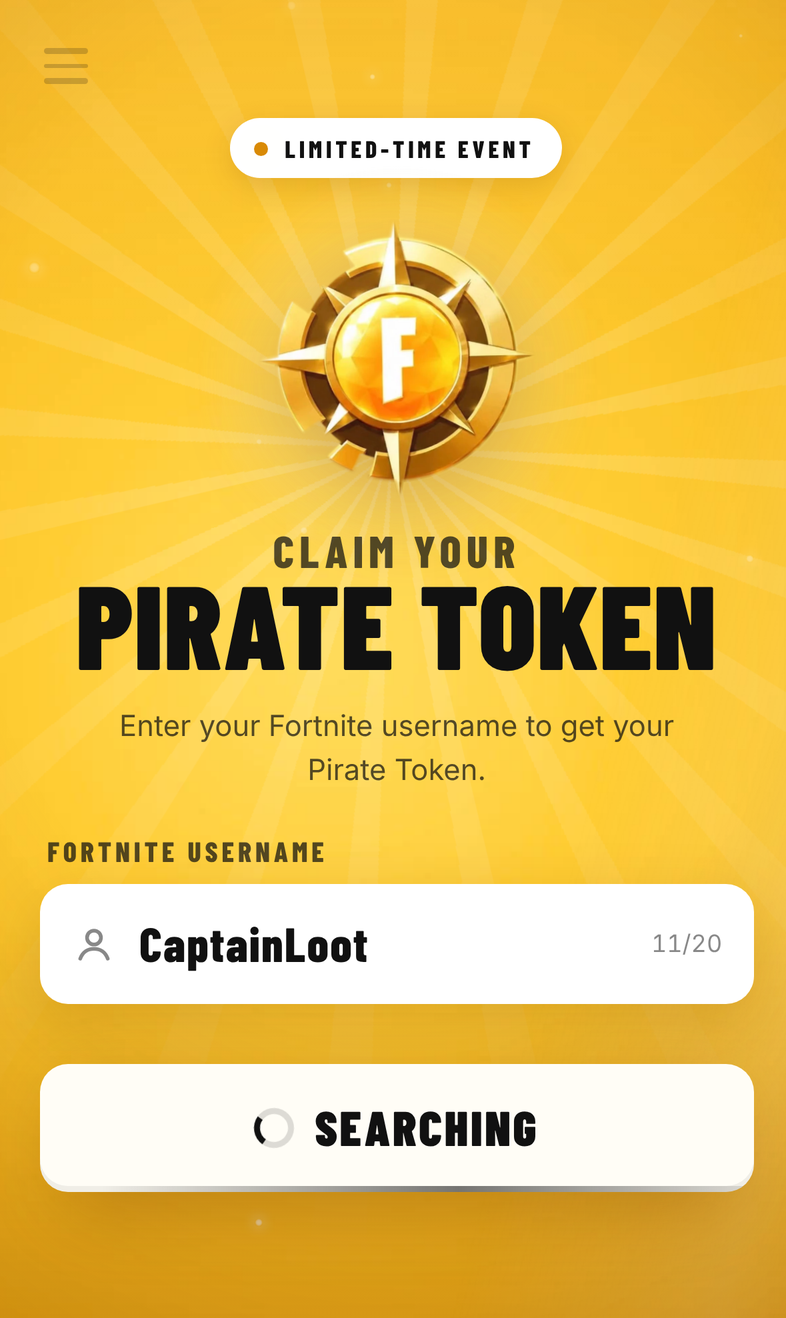 LIMITED-TIME EVENT
F
CLAIM YOUR
PIRATE TOKEN
Enter your Fortnite username to get your
Pirate Token.
FORTNITE USERNAME
CaptainLoot 11/20
SEARCHING